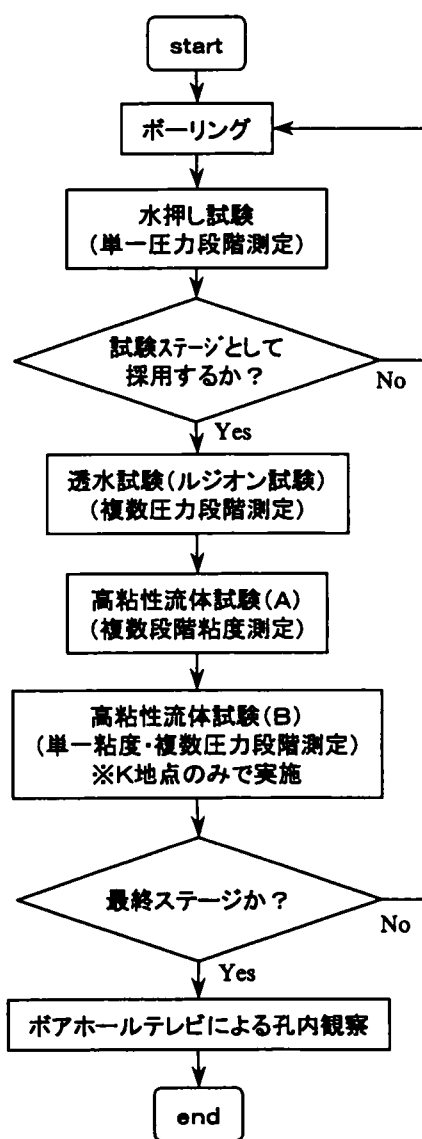 start
ボーリング
水押し試験
(単一圧力段階測定)
試験ステージとして
採用するか?
No
Yes
透水試験(ルジオン試験)
(複数圧力段階測定)
高粘性流体試験(A)
(複数段階粘度測定)
高粘性流体試験(B)
(単一粘度・複数圧力段階測定)
※K地点のみで実施
最終ステージか?
No
Yes
ボアホールテレビによる孔内観察
end